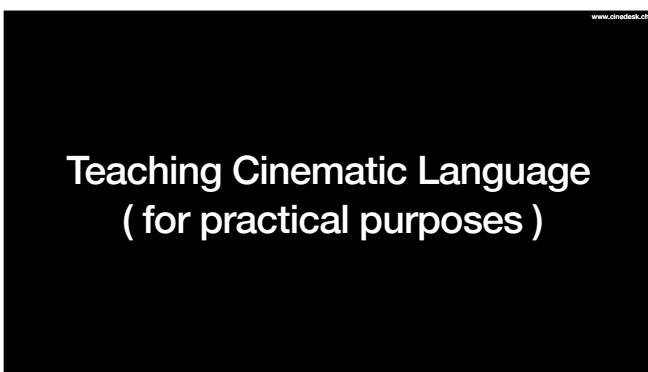 www.cinedesk.ch
Teaching Cinematic Language
( for practical purposes )